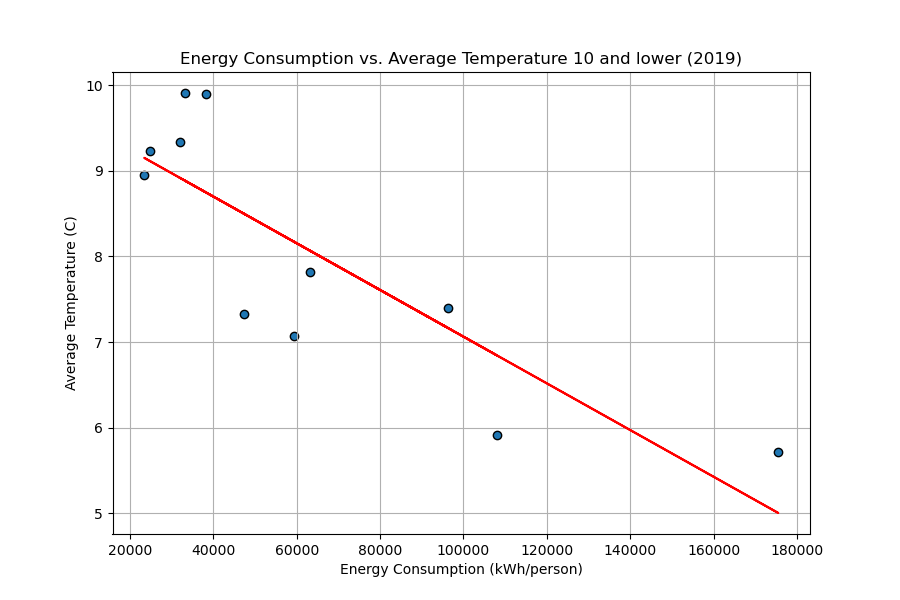 Energy Consumption vs. Average Temperature 10 and lower (2019)
10
9
8
7
6
5
Average Temperature (C)
20000 40000 60000 80000 100000 120000 140000 160000 180000
Energy Consumption (kWh/person)